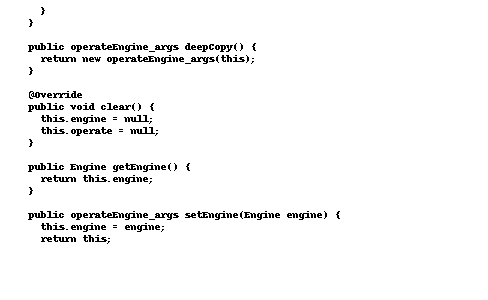 }
}
public operateEngine_args deepCopy() {
return new operateEngine_args(this);
}
@Override
public void clear() {
this.engine = null;
this.operate = null;
}
public Engine getEngine() {
return this.engine;
}
public operateEngine_args setEngine(Engine engine) {
this.engine = engine;
return this;